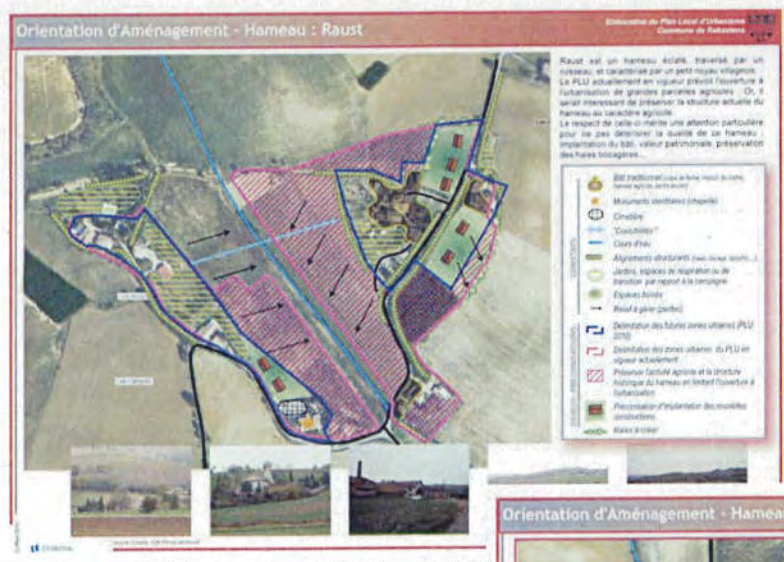 Orientation d'Aménagement - Hameau : Raust
Elaboration du Plan Local d'Urbanisme
Commune de Rabastens
Raust est un hameau éclaté, traversé par un
ruisseau, et caractérisé par un petit noyau villageois.
Le PLU actuellement en vigueur prévoit l'ouverture à
l'urbanisation de grandes parcelles agricoles. Or, il
serait intéressant de préserver la structure actuelle du
hameau au caractère agricole.
Le respect de celle-ci mérite une attention particulière
pour ne pas détériorer la qualité de ce hameau :
implantation du bâti, valeur patrimoniale, préservation
des haies bocagères...
Bâti traditionnel
Monuments identitaires (chapelle)
Cimetière
"Coulisses"
Cours d'eau
Alignements structurants
Jardins, espaces de respiration ou de
transition par rapport à la campagne
Espaces boisés
Relief à gérer (pentes)
Délimitation des futures zones urbaines (PLU
2010)
Délimitation des zones urbaines du PLU en
vigueur actuellement
Préserver l'activité agricole et la structure
historique du hameau en limitant l'ouverture à
l'urbanisation
Préconisation d'implantation des nouvelles
constructions
Haies à créer
Orientation d'Aménagement - Hamea